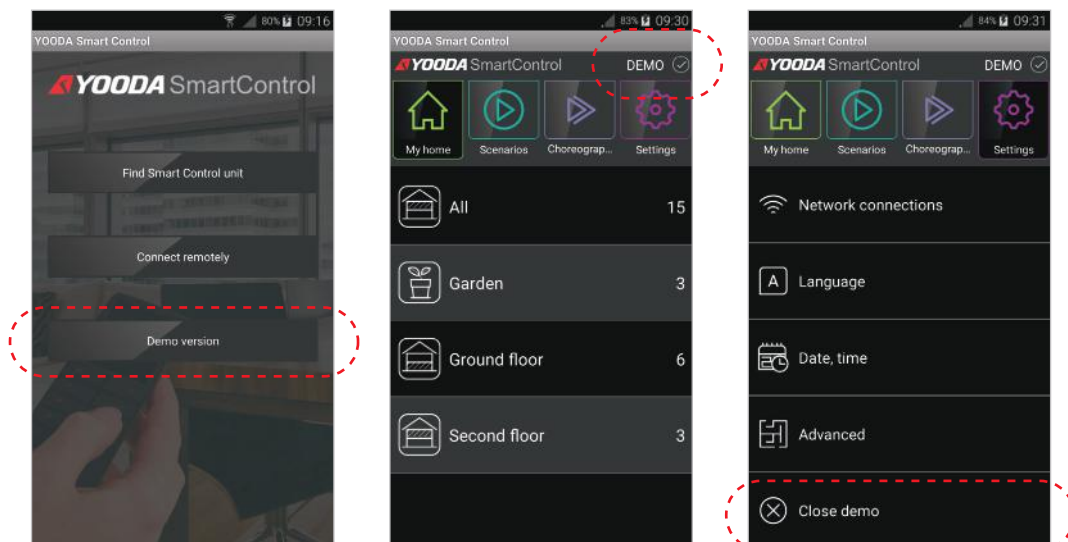 80% 09:16
YOODA Smart Control
YOODA SmartControl
Find Smart Control unit
Connect remotely
Demo version
83% 09:30
YOODA Smart Control
YOODA SmartControl DEMO
My home Scenarios Choreograp... Settings
All 15
Garden 3
Ground floor 6
Second floor 3
84% 09:31
YOODA Smart Control
YOODA SmartControl DEMO
My home Scenarios Choreograp... Settings
Network connections
A Language
Date, time
Advanced
Close demo